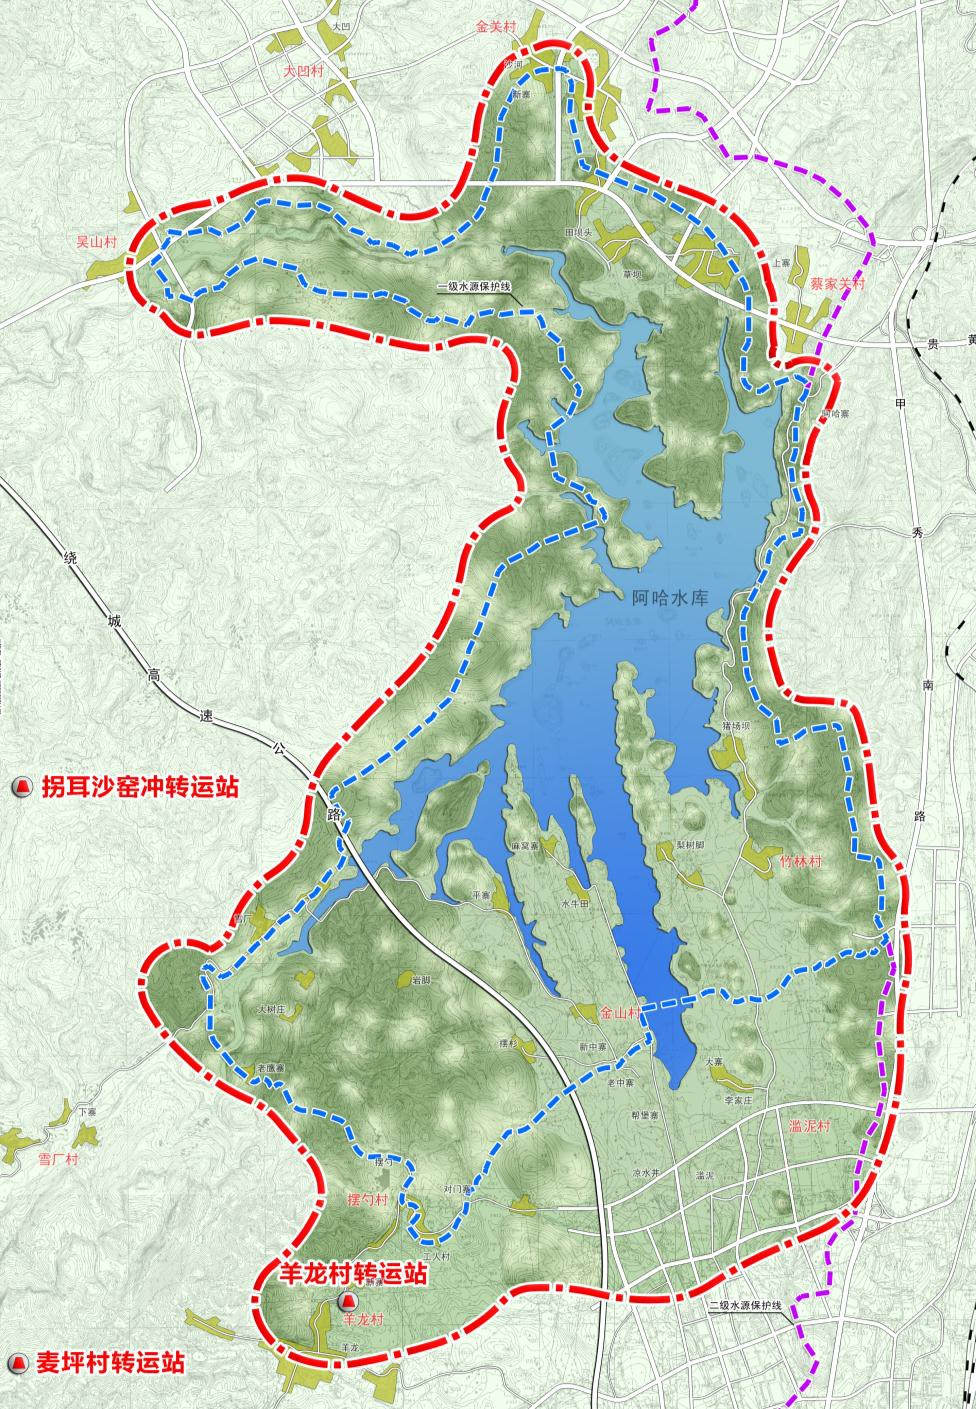 大凹
金关村
沙河
大凹村
新寨
吴山村
田坝头
草坝
上寨
蔡家关村
一级水源保护线
贵
黄
甲
阿哈寨
秀
南
路
阿哈水库
绕
城
高
速
公
路
猪场坝
拐耳沙窑冲转运站
麻窝寨
梨树脚
竹林村
平寨
水牛田
雪厂
岩脚
大树庄
金山村
摆杉
新中寨
老中寨
大寨
李家庄
老鹰寨
下寨
帮堡寨
滥泥村
雪厂村
摆勺
凉水井
滥泥
对门寨
摆勺村
工人村
羊龙村转运站
新寨
羊龙村
二级水源保护线
羊龙
麦坪村转运站